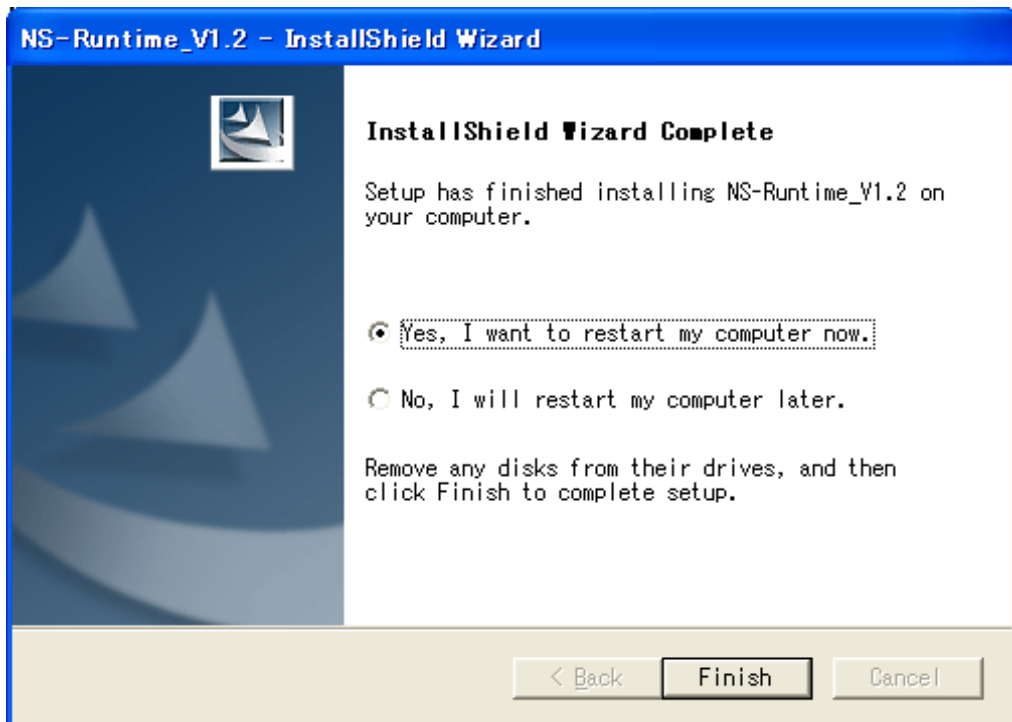 NS-Runtime_V1.2 - InstallShield Wizard
InstallShield Wizard Complete
Setup has finished installing NS-Runtime_V1.2 on
your computer.
Yes, I want to restart my computer now.
No, I will restart my computer later.
Remove any disks from their drives, and then
click Finish to complete setup.
< Back
Finish
Cancel